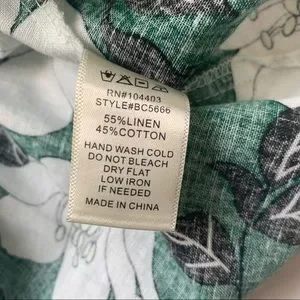 RN#104403
STYLE#BC5666
55%LINEN
45%COTTON
HAND WASH COLD
DO NOT BLEACH
DRY FLAT
LOW IRON
IF NEEDED
MADE IN CHINA